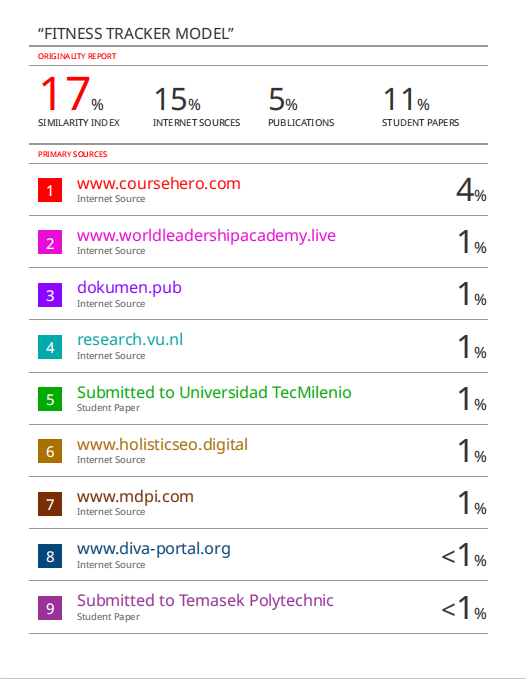 “FITNESS TRACKER MODEL”
ORIGINALITY REPORT
17% 15% 5% 11%
SIMILARITY INDEX INTERNET SOURCES PUBLICATIONS STUDENT PAPERS
PRIMARY SOURCES
1 www.coursehero.com 4%
Internet Source
2 www.worldleadershipacademy.live 1%
Internet Source
3 dokumen.pub 1%
Internet Source
4 research.vu.nl 1%
Internet Source
5 Submitted to Universidad TecMilenio 1%
Student Paper
6 www.holisticseo.digital 1%
Internet Source
7 www.mdpi.com 1%
Internet Source
8 www.diva-portal.org <1%
Internet Source
9 Submitted to Temasek Polytechnic <1%
Student Paper